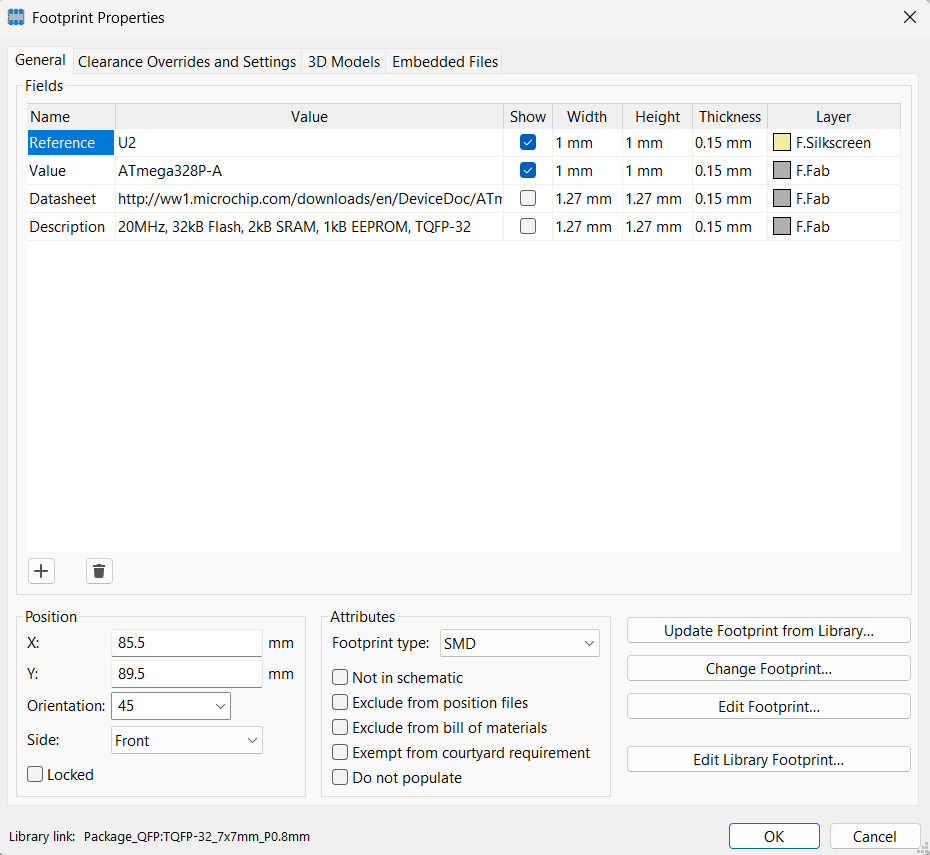 Footprint Properties
General Clearance Overrides and Settings 3D Models Embedded Files
Fields
Name Value Show Width Height Thickness Layer
Reference U2 1 mm 1 mm 0.15 mm F.Silkscreen
Value ATmega328P-A 1 mm 1 mm 0.15 mm F.Fab
Datasheet http://ww1.microchip.com/downloads/en/DeviceDoc/ATm 1.27 mm 1.27 mm 0.15 mm F.Fab
Description 20MHz, 32kB Flash, 2kB SRAM, 1kB EEPROM, TQFP-32 1.27 mm 1.27 mm 0.15 mm F.Fab
Position
X: 85.5 mm
Y: 89.5 mm
Orientation: 45
Side: Front
Locked
Attributes
Footprint type: SMD
Not in schematic
Exclude from position files
Exclude from bill of materials
Exempt from courtyard requirement
Do not populate
Update Footprint from Library...
Change Footprint...
Edit Footprint...
Edit Library Footprint...
Library link: Package_QFP:TQFP-32_7x7mm_P0.8mm
OK Cancel